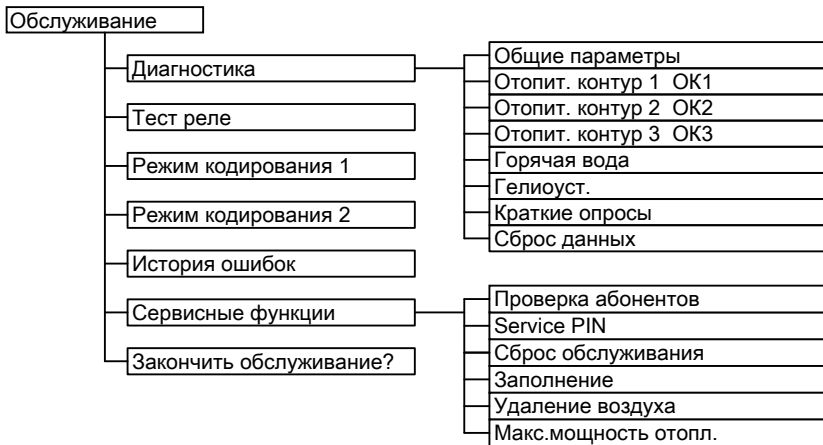 Обслуживание
Диагностика
Общие параметры
Отопит. контур 1 ОК1
Отопит. контур 2 ОК2
Отопит. контур 3 ОК3
Горячая вода
Гелиоуст.
Краткие опросы
Сброс данных
Тест реле
Режим кодирования 1
Режим кодирования 2
История ошибок
Сервисные функции
Проверка абонентов
Service PIN
Сброс обслуживания
Заполнение
Удаление воздуха
Макс.мощность отопл.
Закончить обслуживание?